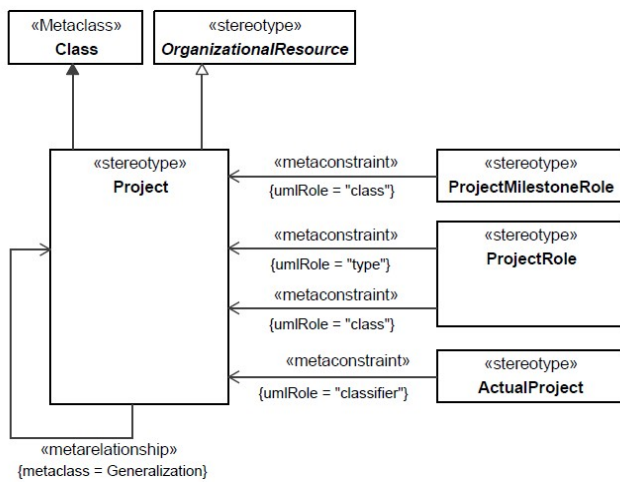 «Metaclass»
Class
«stereotype»
OrganizationalResource
«stereotype»
Project
«metaconstraint»
{umlRole = "class"}
«stereotype»
ProjectMilestoneRole
«metaconstraint»
{umlRole = "type"}
«stereotype»
ProjectRole
«metaconstraint»
{umlRole = "class"}
«metaconstraint»
{umlRole = "classifier"}
«stereotype»
ActualProject
«metarelationship»
{metaclass = Generalization}